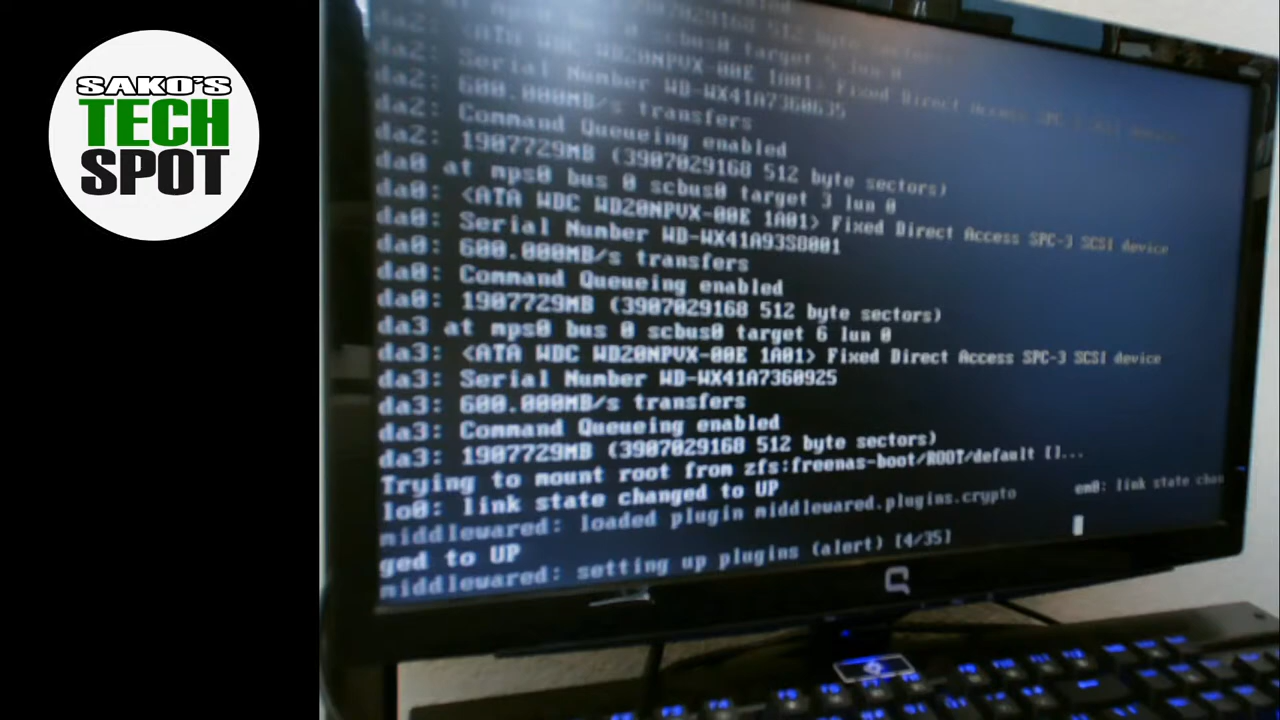 SAKO'S
TECH
SPOT
da2: Serial Number WD-WX41A7360635
da2: 600.000MB/s transfers
da2: Command Queueing enabled
da2: 1907729MB (3907029168 512 byte sectors)
da0 at mps0 bus 0 scbus0 target 3 lun 0
da0: <ATA WDC WD20NPVX-00E 1A01> Fixed Direct Access SPC-3 SCSI device
da0: Serial Number WD-WX41A93S8001
da0: 600.000MB/s transfers
da0: Command Queueing enabled
da0: 1907729MB (3907029168 512 byte sectors)
da3 at mps0 bus 0 scbus0 target 6 lun 0
da3: <ATA WDC WD20NPVX-00E 1A01> Fixed Direct Access SPC-3 SCSI device
da3: Serial Number WD-WX41A7360925
da3: 600.000MB/s transfers
da3: Command Queueing enabled
da3: 1907729MB (3907029168 512 byte sectors)
Trying to mount root from zfs:freenas-boot/ROOT/default []...
lo0: link state changed to UP
middlewared: loaded plugin middlewared.plugins.crypto em0: link state chan
ged to UP
middlewared: setting up plugins (alert) [4/35]